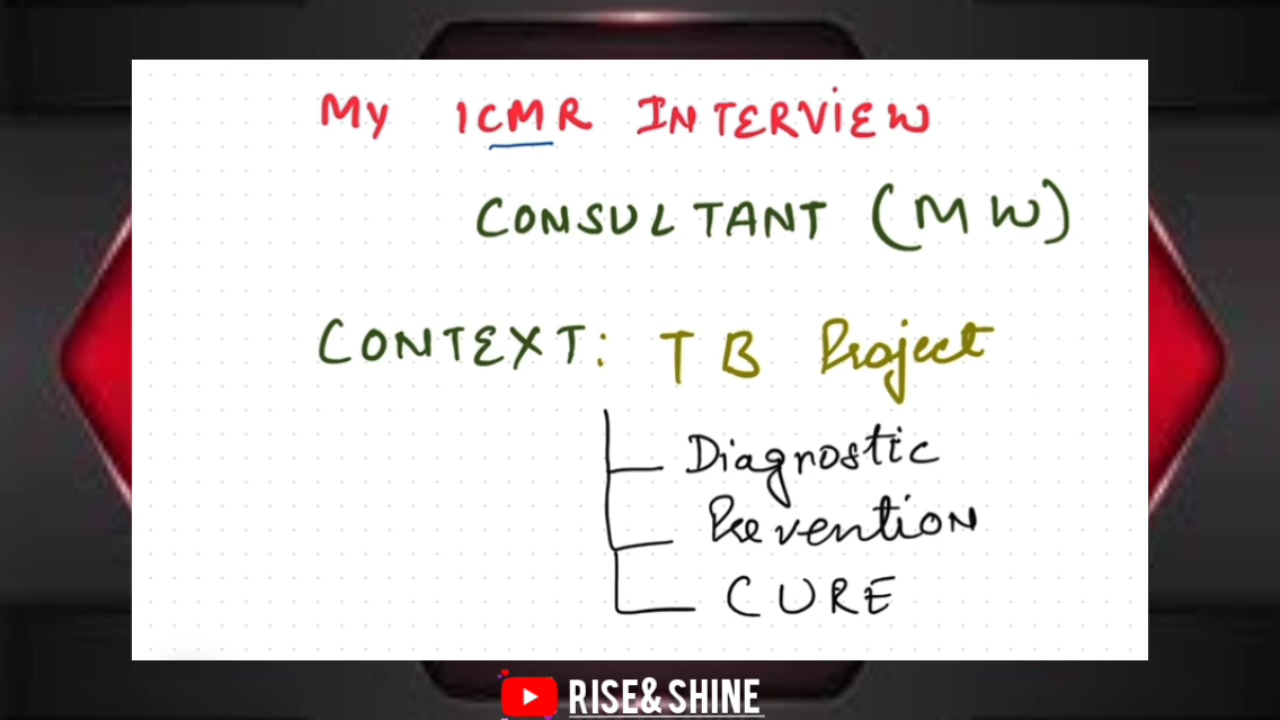 My ICMR INTERVIEW
CONSULTANT (MW)
CONTEXT: TB Project
Diagnostic
Prevention
CURE
RISE& SHINE